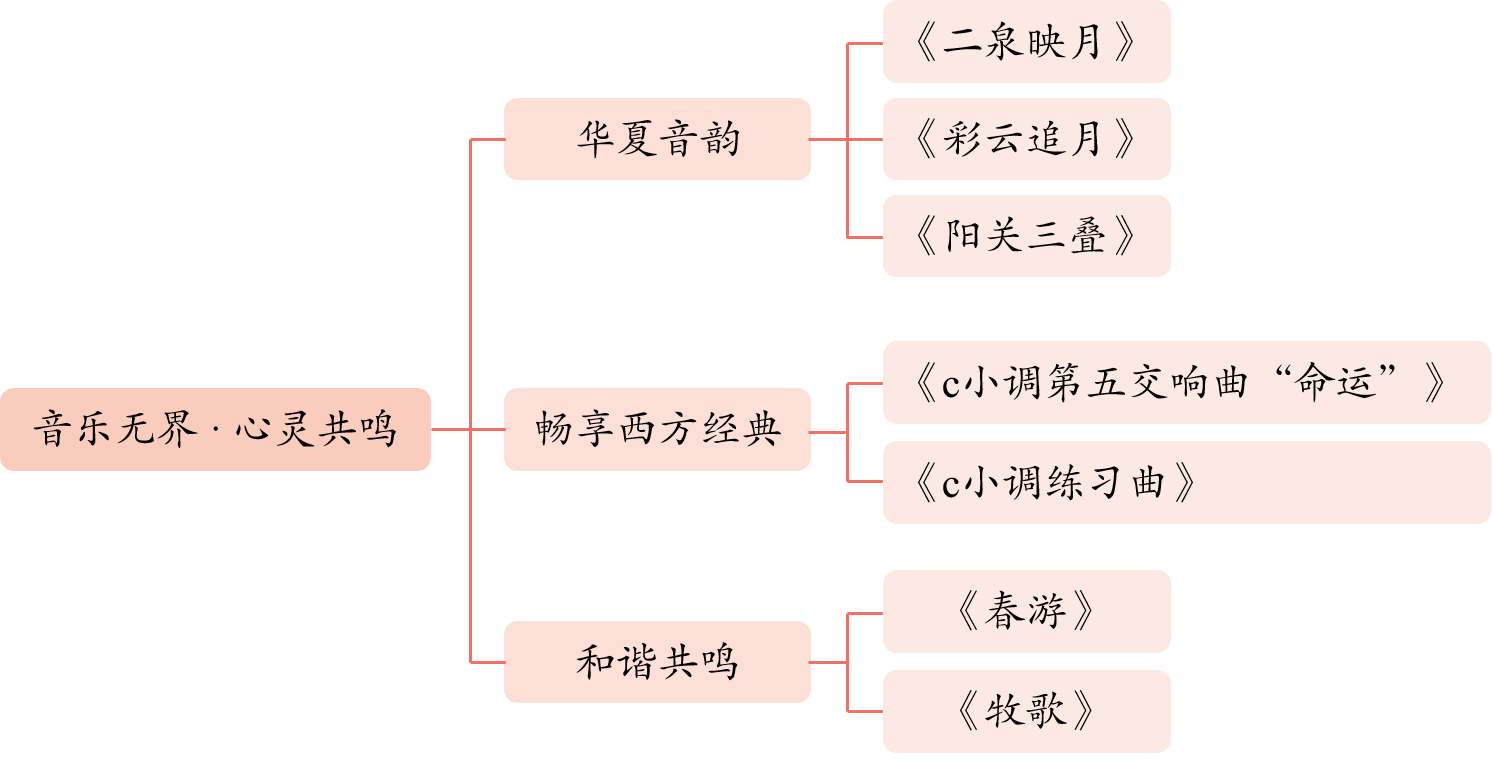 音乐无界·心灵共鸣
华夏音韵
《二泉映月》
《彩云追月》
《阳关三叠》
畅享西方经典
《c小调第五交响曲“命运”》
《c小调练习曲》
和谐共鸣
《春游》
《牧歌》